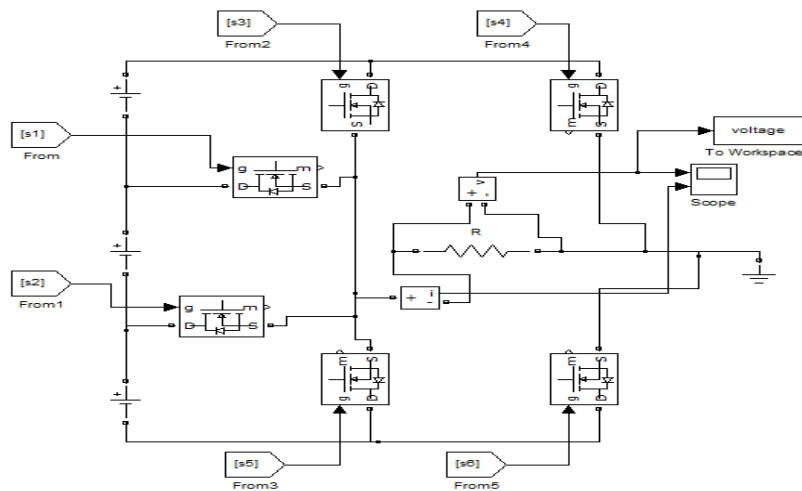 [s3]
From2
[s4]
From4
+
g
D
S
g
D
m
S
[s1]
From
voltage
To Workspace
g
m
D
S
+
v
-
Scope
R
+
[s2]
From1
g
m
D
S
+
i
-
+
m
S
g
D
m
S
g
D
[s5]
From3
[s6]
From5